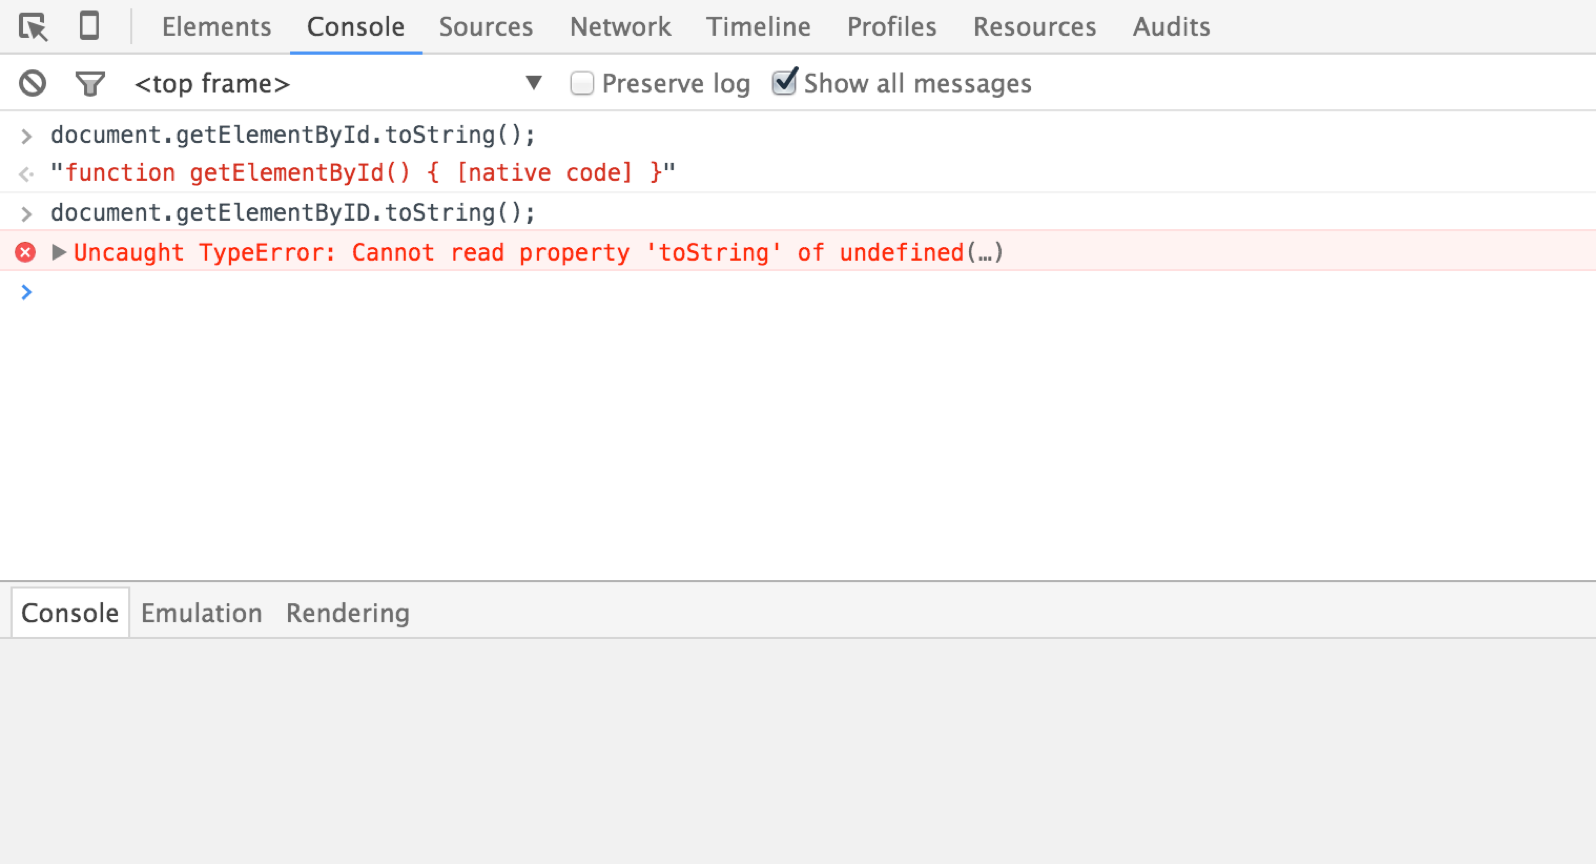 Elements Console Sources Network Timeline Profiles Resources Audits
<top frame> ▼ Preserve log Show all messages
> document.getElementById.toString();
"function getElementById() { [native code] }"
> document.getElementByID.toString();
▶ Uncaught TypeError: Cannot read property 'toString' of undefined(…)
>
Console Emulation Rendering